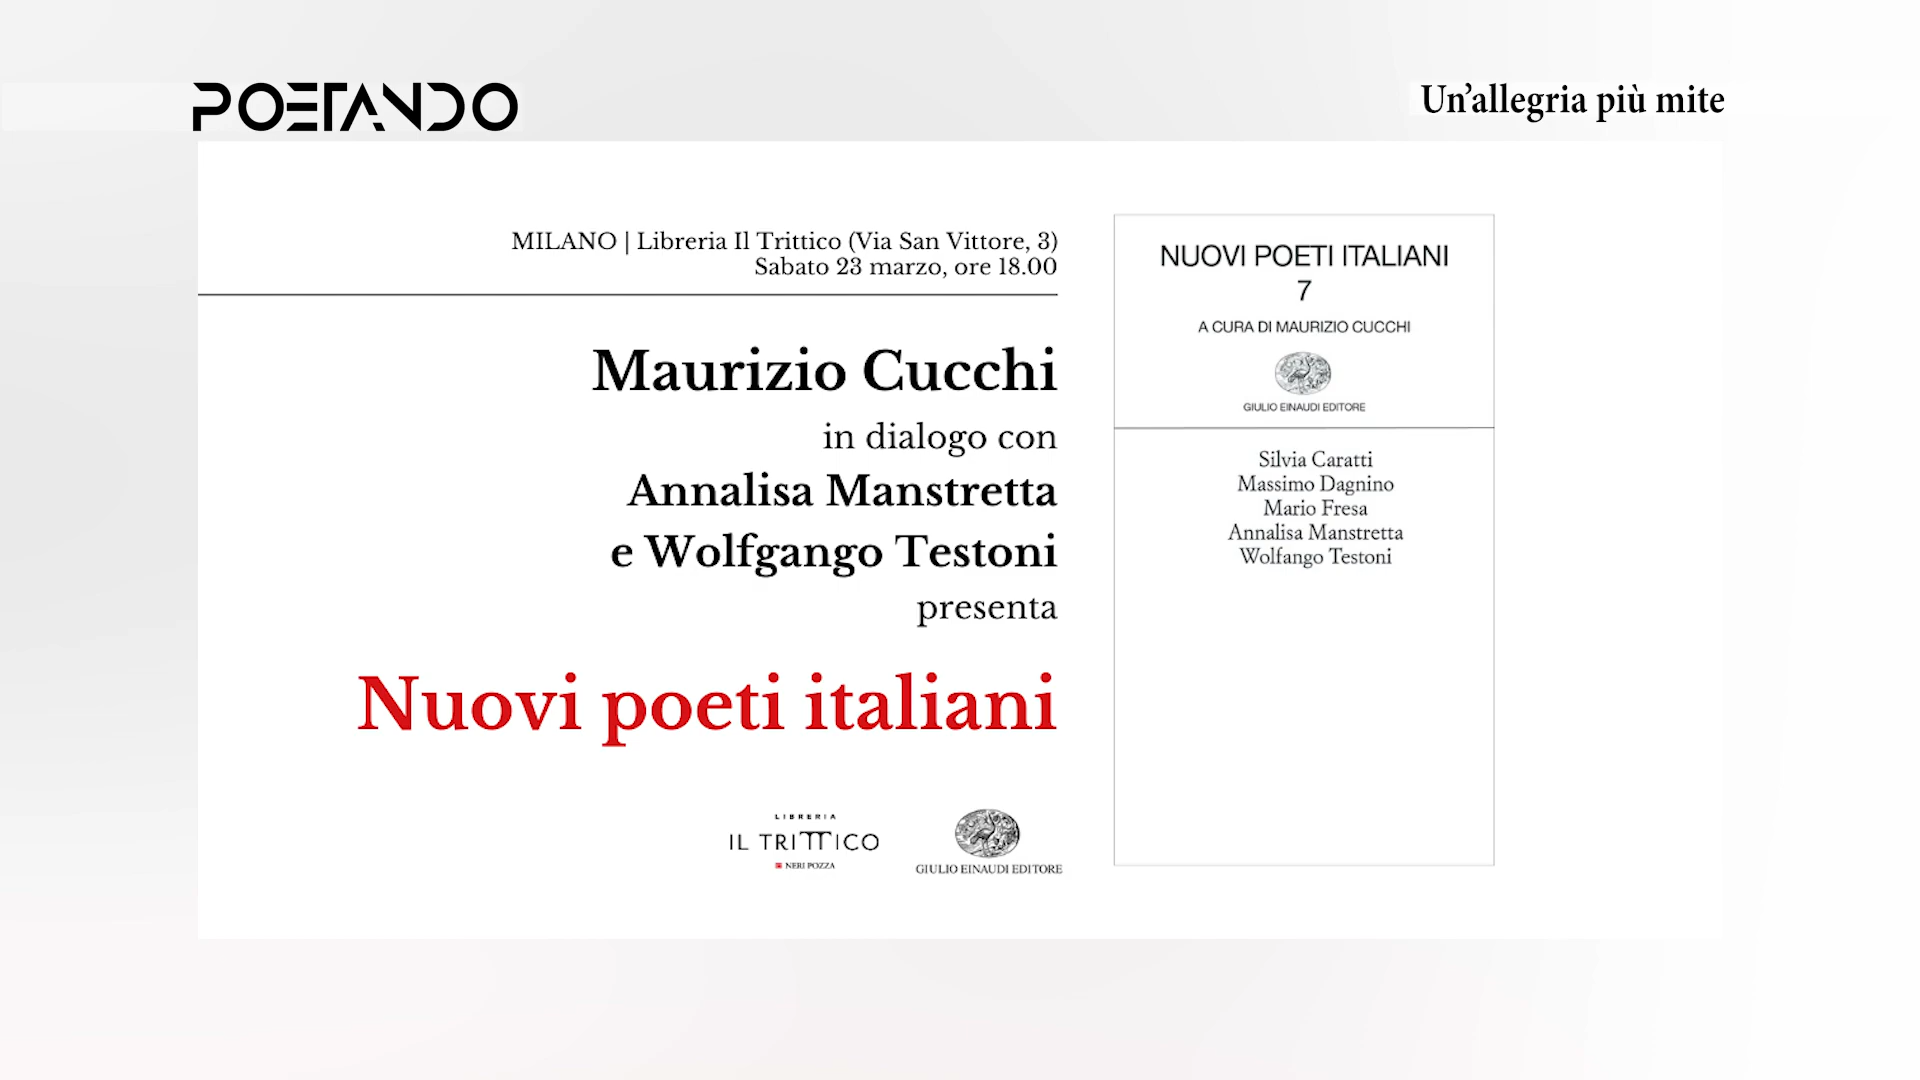 POETANDO
Un'allegria più mite
MILANO | Libreria Il Trittico (Via San Vittore, 3)
Sabato 23 marzo, ore 18.00
Maurizio Cucchi
in dialogo con
Annalisa Manstretta
e Wolfgango Testoni
presenta
Nuovi poeti italiani
LIBRERIA
IL TRITTICO
NERI POZZA
GIULIO EINAUDI EDITORE
NUOVI POETI ITALIANI
7
A CURA DI MAURIZIO CUCCHI
GIULIO EINAUDI EDITORE
Silvia Caratti
Massimo Dagnino
Mario Fresa
Annalisa Manstretta
Wolfango Testoni